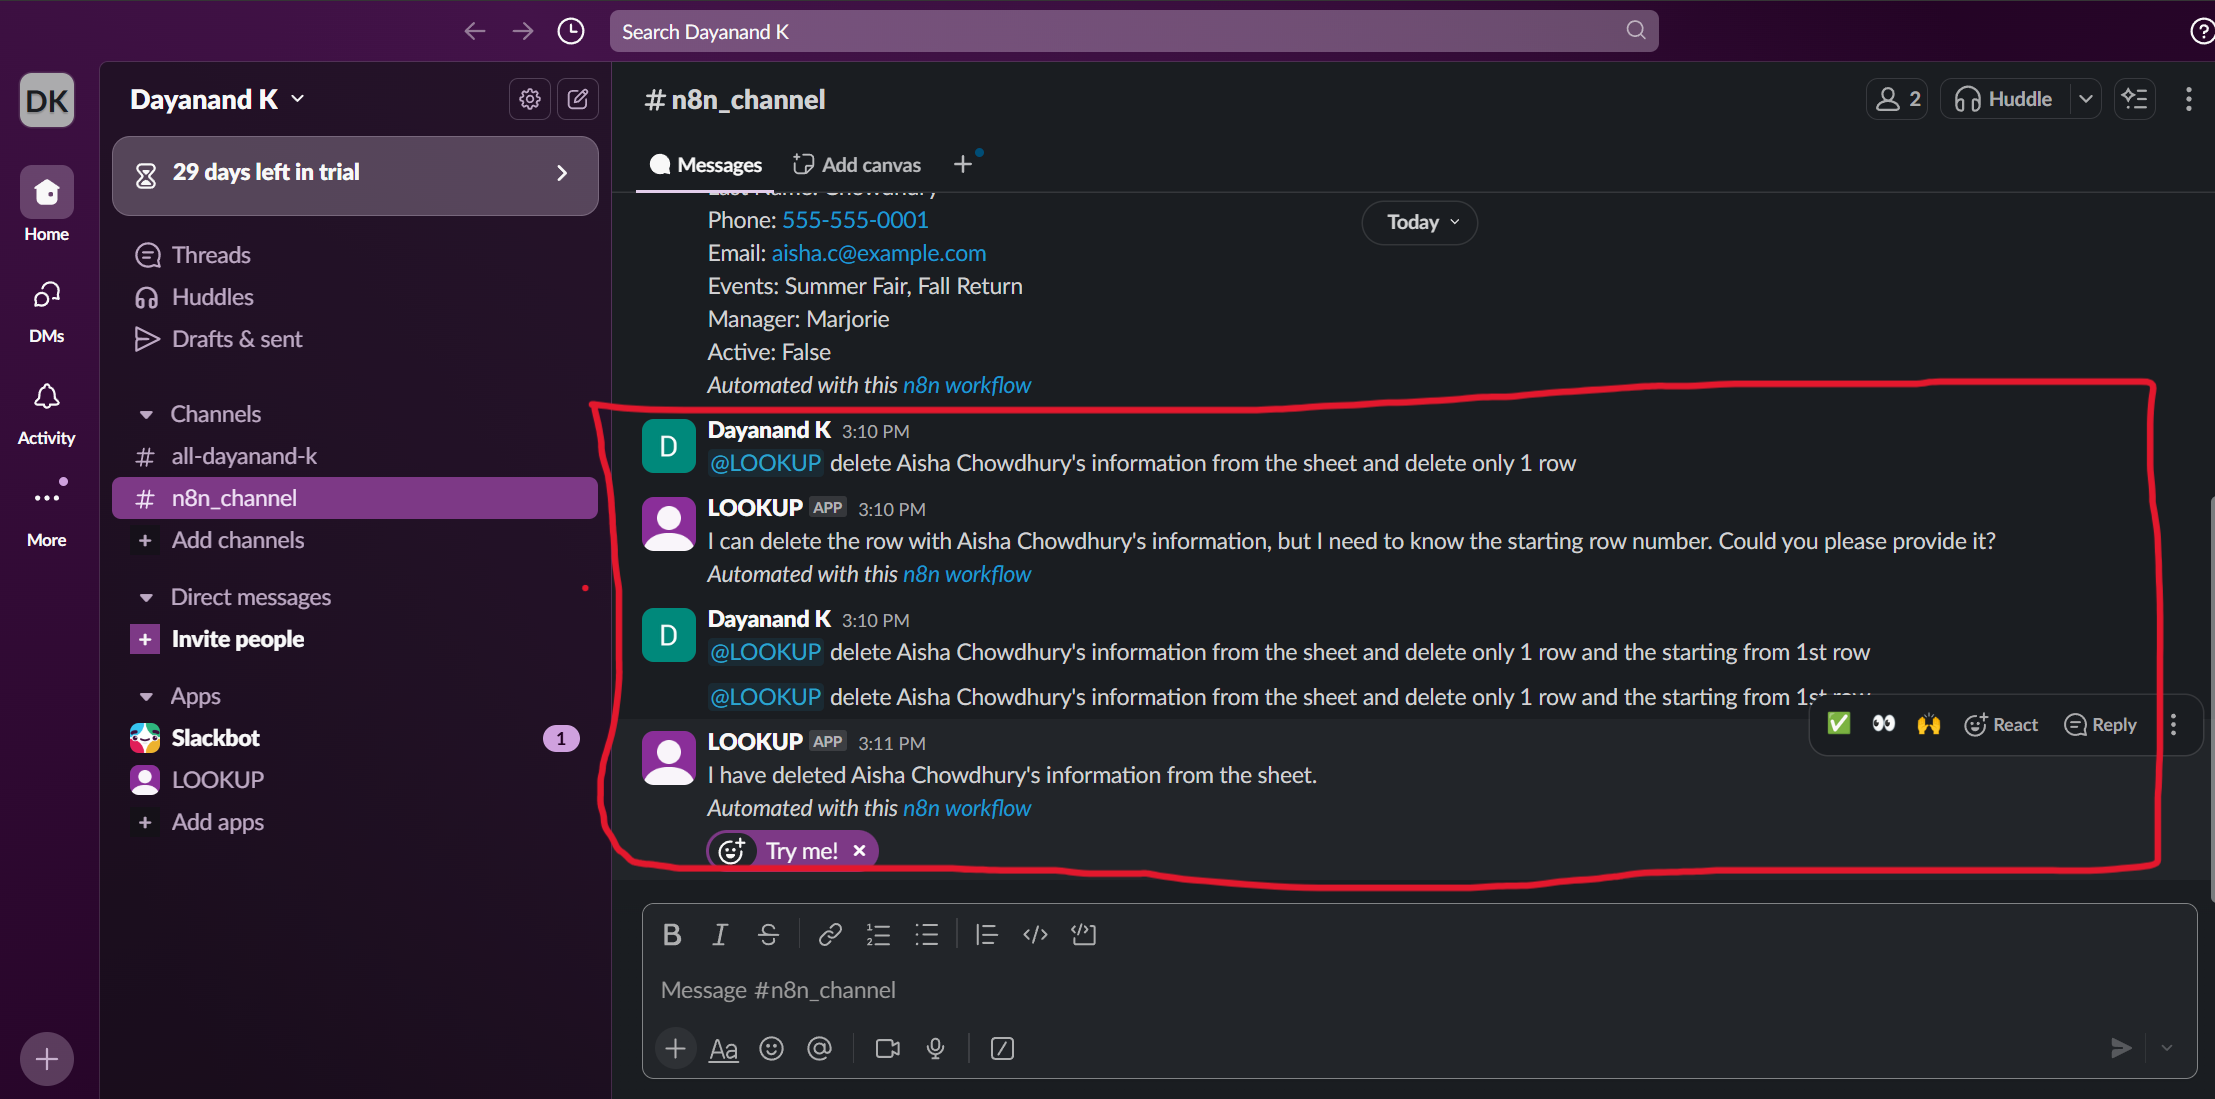 Search Dayanand K
DK
Dayanand K
#n8n_channel
2
Huddle
29 days left in trial
Messages
Add canvas
Home
Last Name: Chowdhury
Phone: 555-555-0001
Today
Email: aisha.c@example.com
Events: Summer Fair, Fall Return
Manager: Marjorie
Active: False
Automated with this n8n workflow
Threads
Huddles
Drafts & sent
DMs
Activity
More
Channels
# all-dayanand-k
# n8n_channel
+ Add channels
Direct messages
+ Invite people
Apps
Slackbot 1
LOOKUP
+ Add apps
D
Dayanand K 3:10 PM
@LOOKUP delete Aisha Chowdhury's information from the sheet and delete only 1 row
LOOKUP APP 3:10 PM
I can delete the row with Aisha Chowdhury's information, but I need to know the starting row number. Could you please provide it?
Automated with this n8n workflow
D
Dayanand K 3:10 PM
@LOOKUP delete Aisha Chowdhury's information from the sheet and delete only 1 row and the starting from 1st row
@LOOKUP delete Aisha Chowdhury's information from the sheet and delete only 1 row and the starting from 1st row
React
Reply
LOOKUP APP 3:11 PM
I have deleted Aisha Chowdhury's information from the sheet.
Automated with this n8n workflow
Try me!
B I S
Message #n8n_channel
Aa